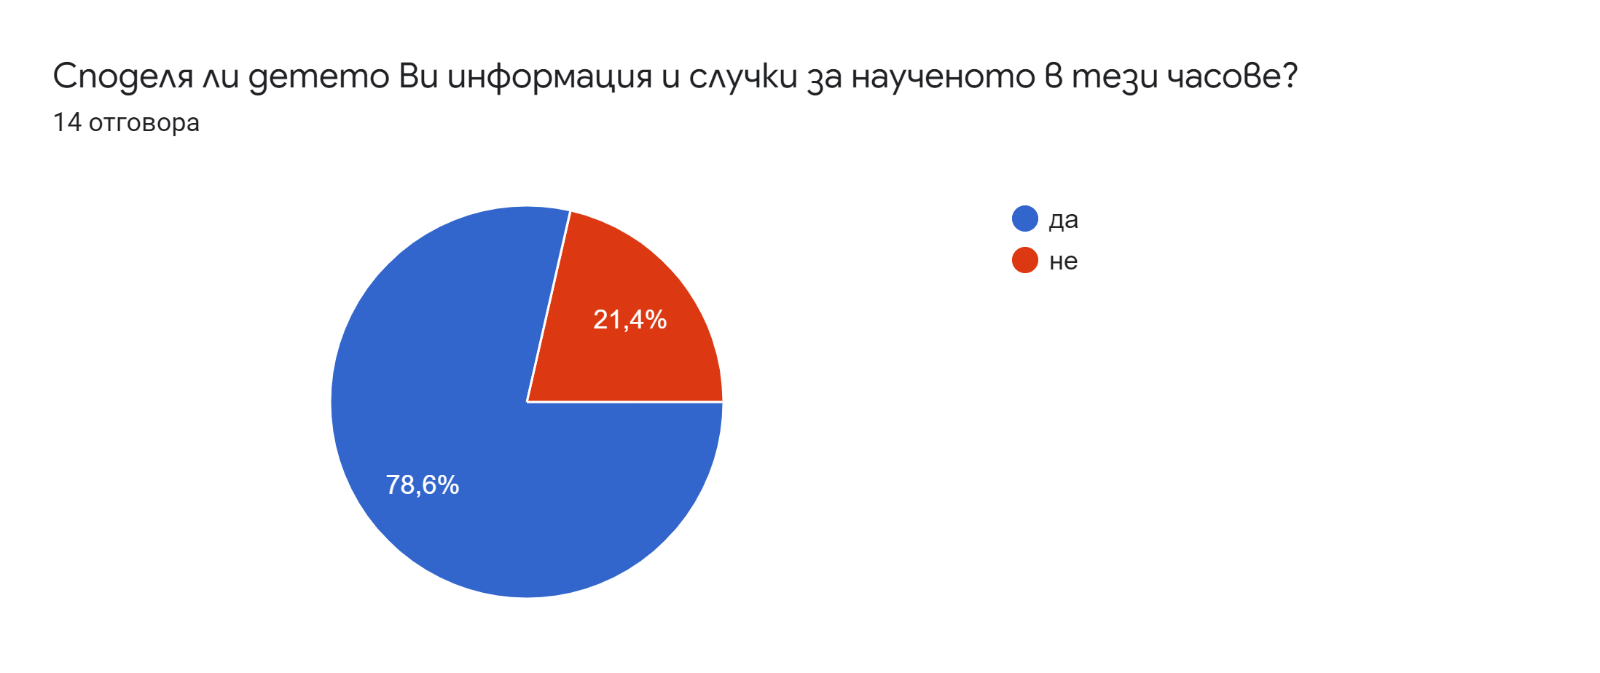 Споделя ли детето Ви информация и случки за наученото в тези часове?
14 отговора
да
не
21,4%
78,6%